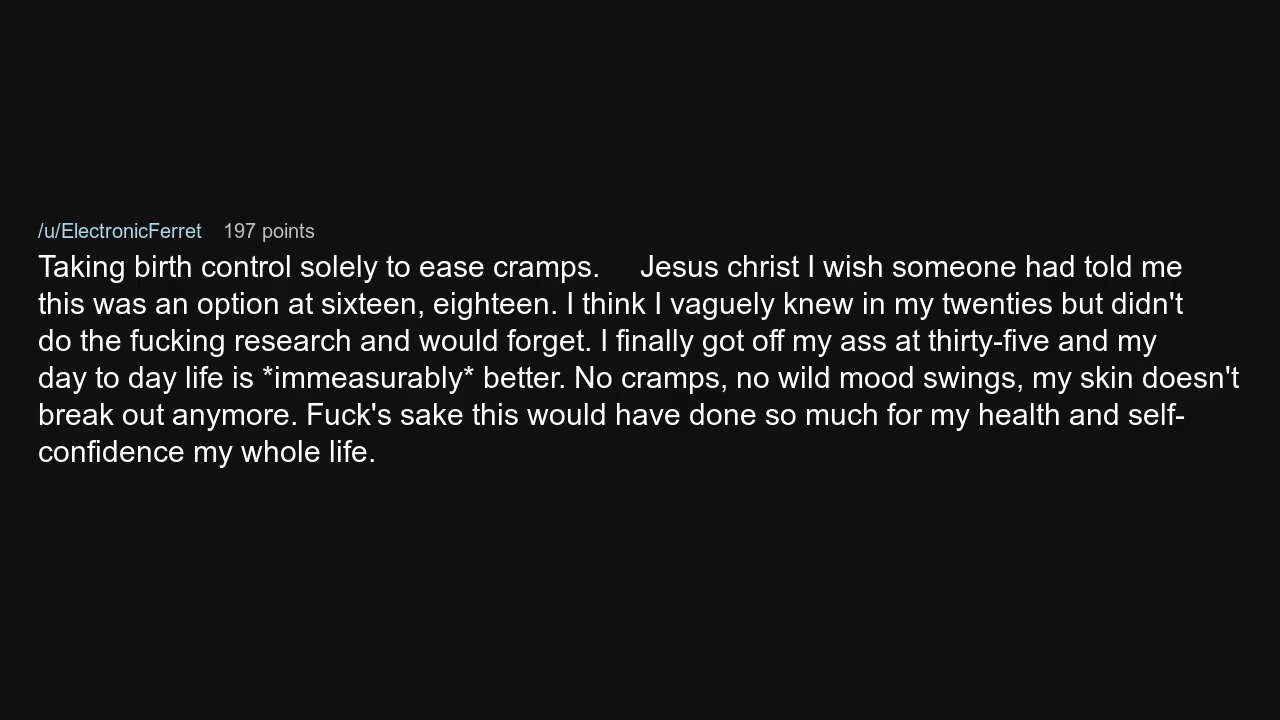 /u/ElectronicFerret 197 points
Taking birth control solely to ease cramps. Jesus christ I wish someone had told me
this was an option at sixteen, eighteen. I think I vaguely knew in my twenties but didn't
do the fucking research and would forget. I finally got off my ass at thirty-five and my
day to day life is *immeasurably* better. No cramps, no wild mood swings, my skin doesn't
break out anymore. Fuck's sake this would have done so much for my health and self-
confidence my whole life.